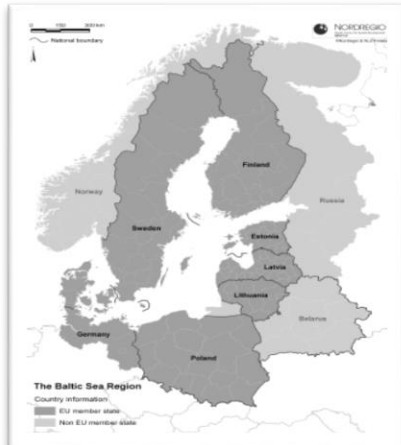 0 150 300 km
National boundary
NORDREGIO
Norway
Sweden
Finland
Russia
Estonia
Latvia
Lithuania
Belarus
Germany
Poland
The Baltic Sea Region
Country information
EU member state
Non EU member state